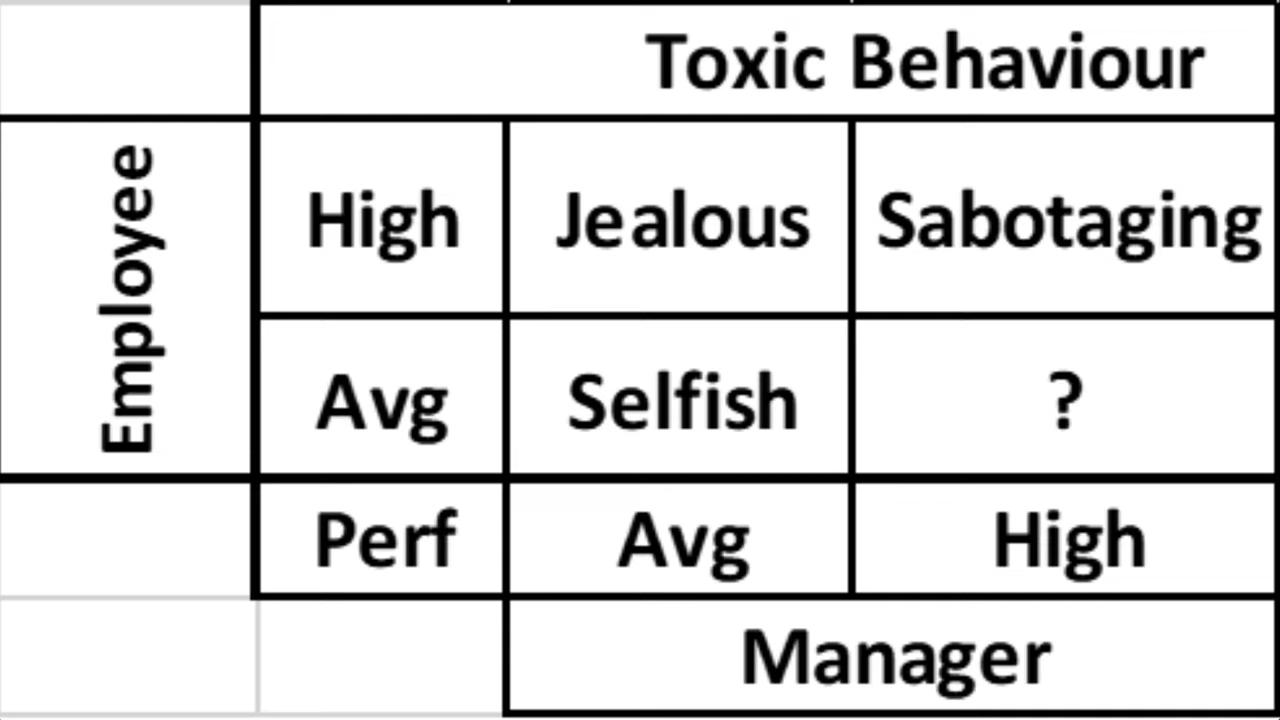 Toxic Behaviour
Employee
High Jealous Sabotaging
Avg Selfish ?
Perf Avg High
Manager